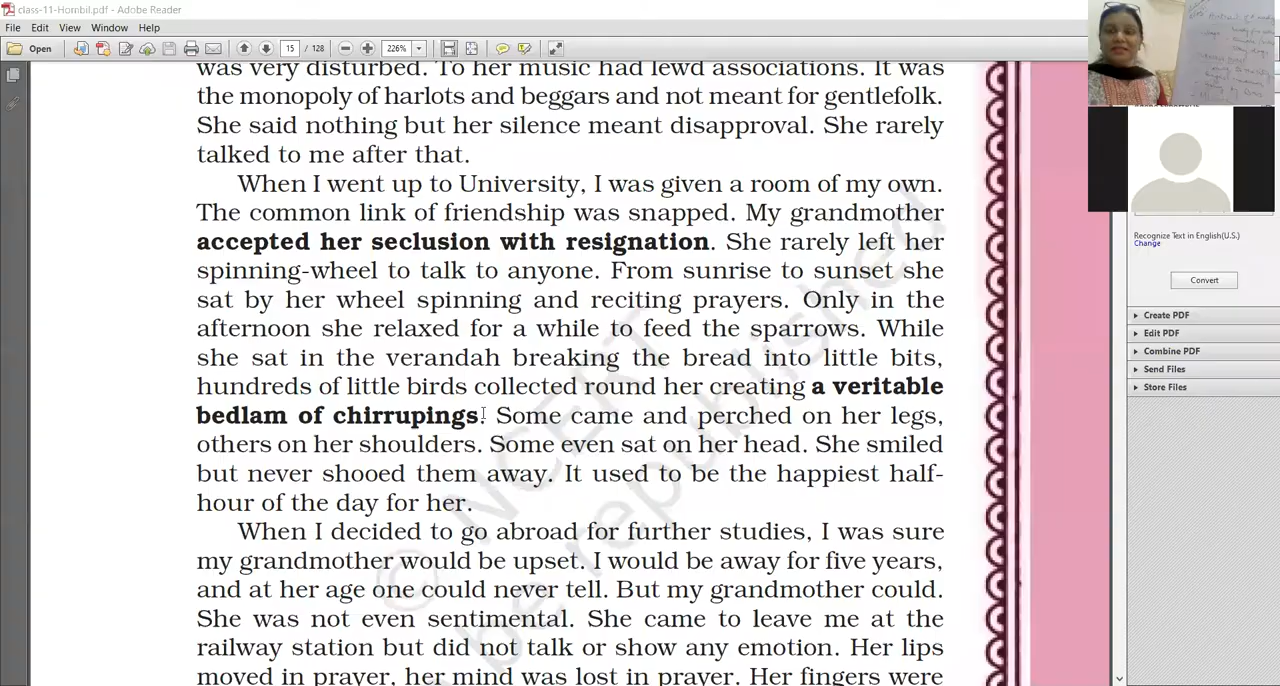 class-11-Hornbil.pdf - Adobe Reader
File Edit View Window Help
Open 15 / 128 226%
was very disturbed. To her music had lewd associations. It was
the monopoly of harlots and beggars and not meant for gentlefolk.
She said nothing but her silence meant disapproval. She rarely
talked to me after that.
When I went up to University, I was given a room of my own.
The common link of friendship was snapped. My grandmother
accepted her seclusion with resignation. She rarely left her
spinning-wheel to talk to anyone. From sunrise to sunset she
sat by her wheel spinning and reciting prayers. Only in the
afternoon she relaxed for a while to feed the sparrows. While
she sat in the verandah breaking the bread into little bits,
hundreds of little birds collected round her creating a veritable
bedlam of chirrupings. Some came and perched on her legs,
others on her shoulders. Some even sat on her head. She smiled
but never shooed them away. It used to be the happiest half-
hour of the day for her.
When I decided to go abroad for further studies, I was sure
my grandmother would be upset. I would be away for five years,
and at her age one could never tell. But my grandmother could.
She was not even sentimental. She came to leave me at the
railway station but did not talk or show any emotion. Her lips
moved in prayer, her mind was lost in prayer. Her fingers were
© NCERT
be republished
Recognize Text in English(U.S.)
Change
Convert
Create PDF
Edit PDF
Combine PDF
Send Files
Store Files